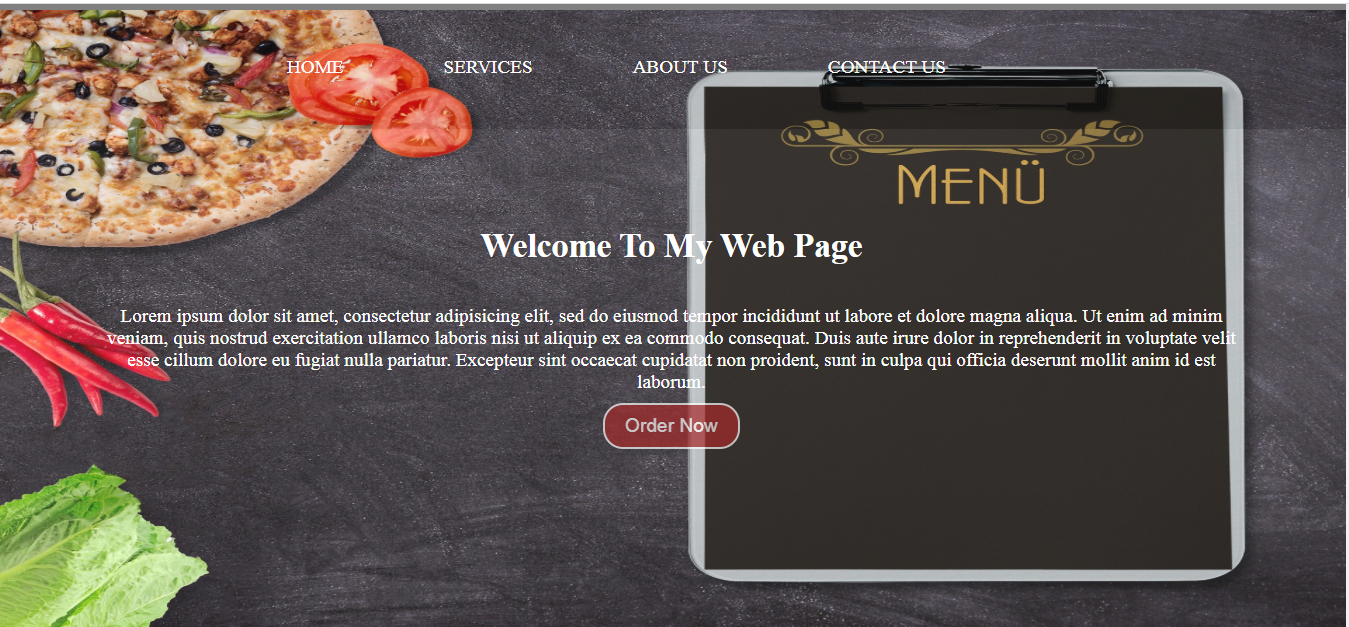 HOME SERVICES ABOUT US CONTACT US
MENÜ
Welcome To My Web Page
Lorem ipsum dolor sit amet, consectetur adipisicing elit, sed do eiusmod tempor incididunt ut labore et dolore magna aliqua. Ut enim ad minim
veniam, quis nostrud exercitation ullamco laboris nisi ut aliquip ex ea commodo consequat. Duis aute irure dolor in reprehenderit in voluptate velit
esse cillum dolore eu fugiat nulla pariatur. Excepteur sint occaecat cupidatat non proident, sunt in culpa qui officia deserunt mollit anim id est
laborum.
Order Now